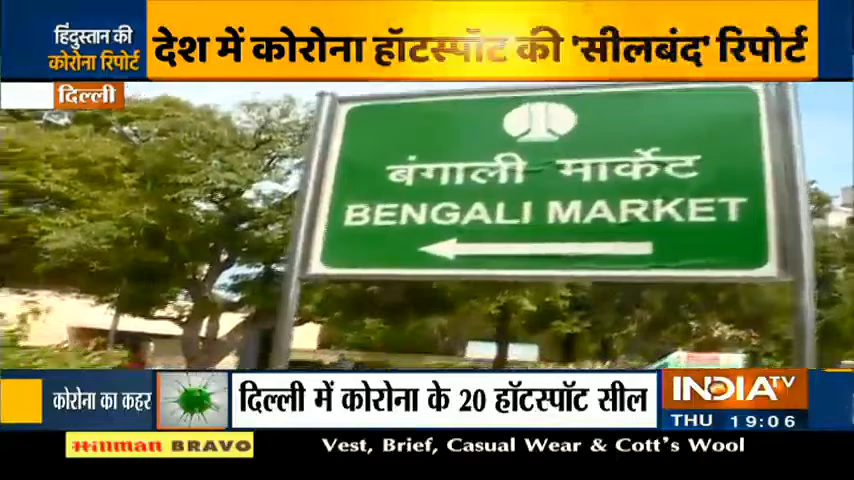 हिंदुस्तान की
कोरोना रिपोर्ट
देश में कोरोना हॉटस्पॉट की 'सीलबंद' रिपोर्ट
दिल्ली
बंगाली मार्केट
BENGALI MARKET
कोरोना का कहर
दिल्ली में कोरोना के 20 हॉटस्पॉट सील
INDIA TV
THU 19:06
Hillman BRAVO
Vest, Brief, Casual Wear & Cott's Wool